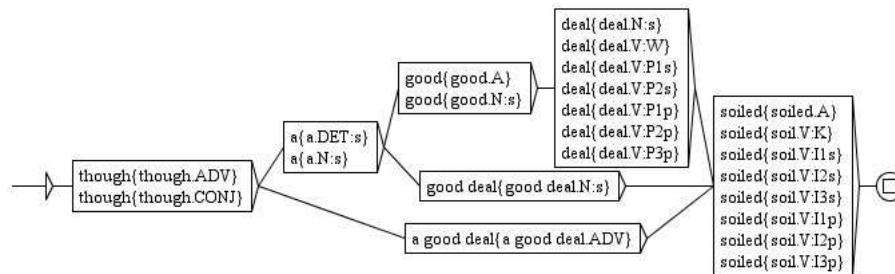 though{though.ADV}
though{though.CONJ}
a{a.DET:s}
a{a.N:s}
good{good.A}
good{good.N:s}
deal{deal.N:s}
deal{deal.V:W}
deal{deal.V:P1s}
deal{deal.V:P2s}
deal{deal.V:P1p}
deal{deal.V:P2p}
deal{deal.V:P3p}
good deal{good deal.N:s}
a good deal{a good deal.ADV}
soiled{soiled.A}
soiled{soil.V:K}
soiled{soil.V:I1s}
soiled{soil.V:I2s}
soiled{soil.V:I3s}
soiled{soil.V:I1p}
soiled{soil.V:I2p}
soiled{soil.V:I3p}